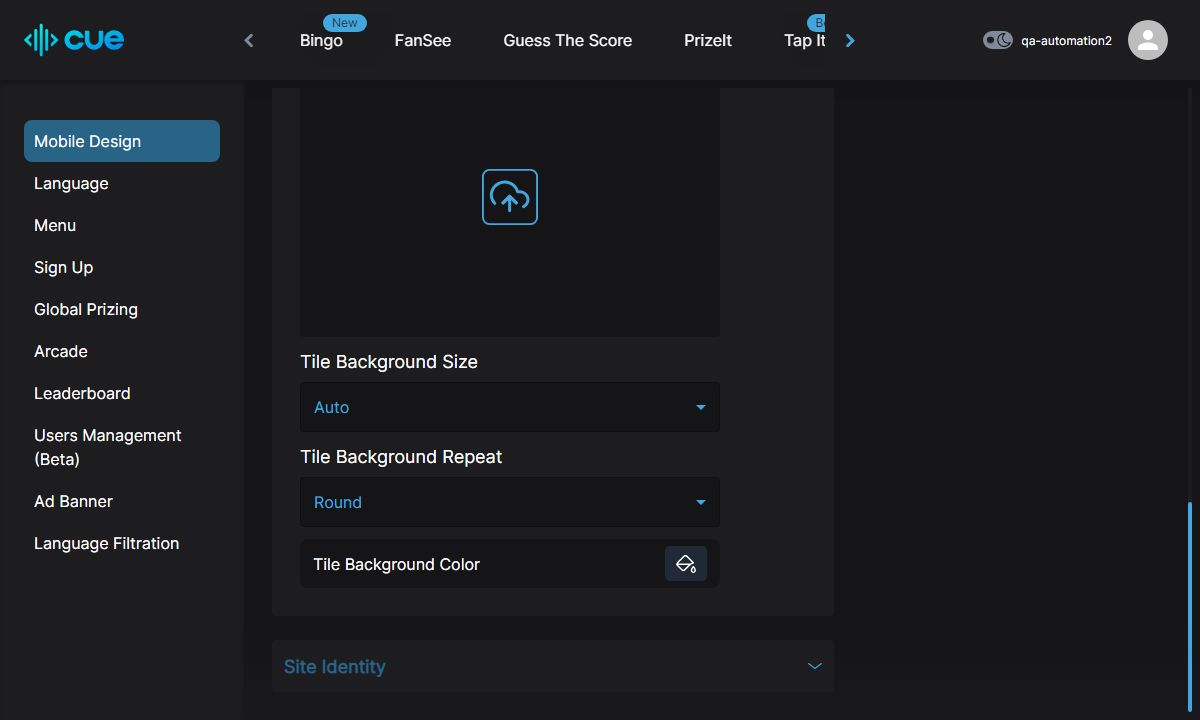 cue
New
Bingo
FanSee
Guess The Score
PrizeIt
Tap It
qa-automation2
Mobile Design
Language
Menu
Sign Up
Global Prizing
Arcade
Leaderboard
Users Management
(Beta)
Ad Banner
Language Filtration
Tile Background Size
Auto
Tile Background Repeat
Round
Tile Background Color
Site Identity